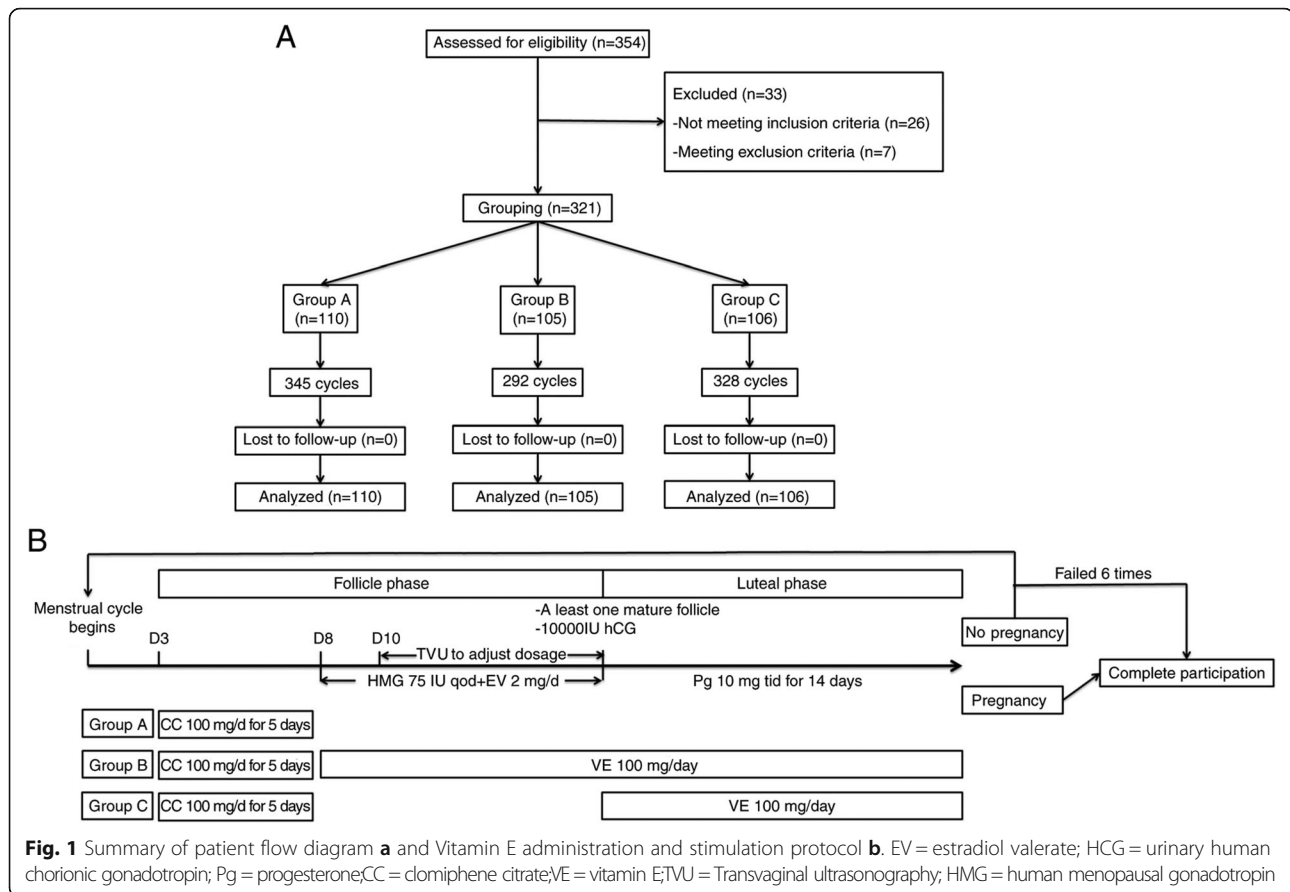 A
Assessed for eligibility (n=354)
Excluded (n=33)
-Not meeting inclusion criteria (n=26)
-Meeting exclusion criteria (n=7)
Grouping (n=321)
Group A
(n=110)
Group B
(n=105)
Group C
(n=106)
345 cycles
292 cycles
328 cycles
Lost to follow-up (n=0)
Lost to follow-up (n=0)
Lost to follow-up (n=0)
Analyzed (n=110)
Analyzed (n=105)
Analyzed (n=106)
B
Failed 6 times
Follicle phase
Luteal phase
Menstrual cycle
begins
-A least one mature follicle
-10000IU hCG
No pregnancy
D3
D8
D10
TVU to adjust dosage
HMG 75 IU qod+EV 2 mg/d
Pg 10 mg tid for 14 days
Complete participation
Pregnancy
Group A
CC 100 mg/d for 5 days
Group B
CC 100 mg/d for 5 days
VE 100 mg/day
Group C
CC 100 mg/d for 5 days
VE 100 mg/day
Fig. 1 Summary of patient flow diagram a and Vitamin E administration and stimulation protocol b. EV = estradiol valerate; HCG = urinary human
chorionic gonadotropin; Pg = progesterone;CC = clomiphene citrate;VE = vitamin E;TVU = Transvaginal ultrasonography; HMG = human menopausal gonadotropin